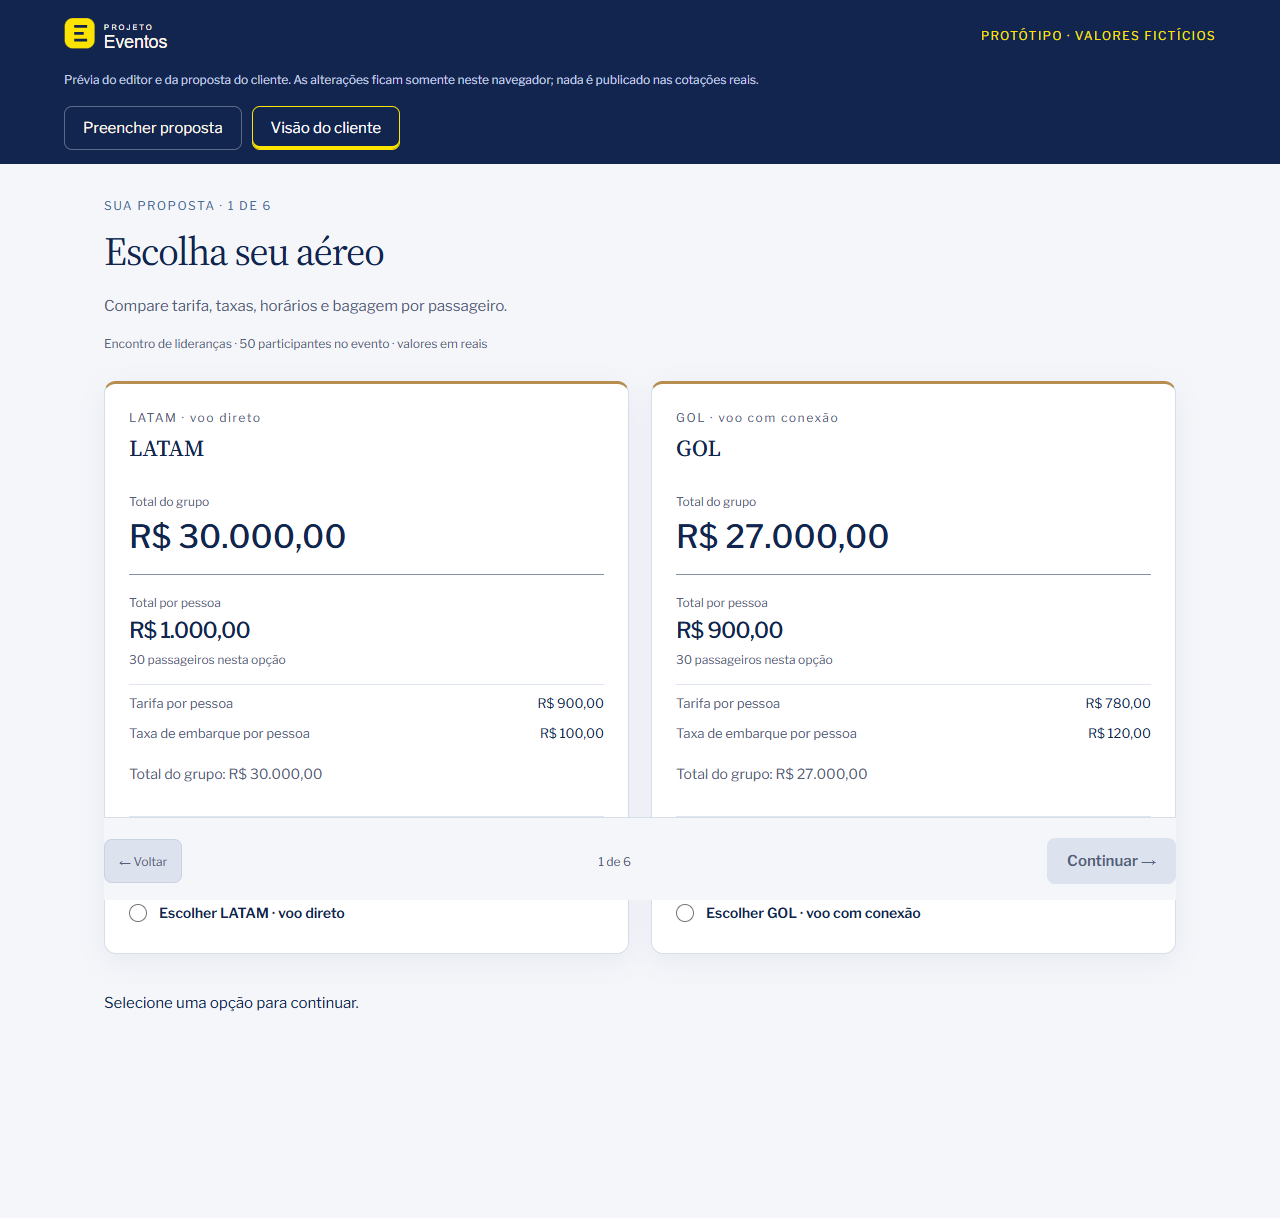 PROJETO
Eventos
PROTÓTIPO · VALORES FICTÍCIOS
Prévia do editor e da proposta do cliente. As alterações ficam somente neste navegador; nada é publicado nas cotações reais.
Preencher proposta
Visão do cliente
SUA PROPOSTA · 1 DE 6
Escolha seu aéreo
Compare tarifa, taxas, horários e bagagem por passageiro.
Encontro de lideranças · 50 participantes no evento · valores em reais
LATAM · voo direto
LATAM
Total do grupo
R$ 30.000,00
Total por pessoa
R$ 1.000,00
30 passageiros nesta opção
Tarifa por pessoa R$ 900,00
Taxa de embarque por pessoa R$ 100,00
Total do grupo: R$ 30.000,00
GOL · voo com conexão
GOL
Total do grupo
R$ 27.000,00
Total por pessoa
R$ 900,00
30 passageiros nesta opção
Tarifa por pessoa R$ 780,00
Taxa de embarque por pessoa R$ 120,00
Total do grupo: R$ 27.000,00
← Voltar
1 de 6
Continuar →
Escolher LATAM · voo direto
Escolher GOL · voo com conexão
Selecione uma opção para continuar.